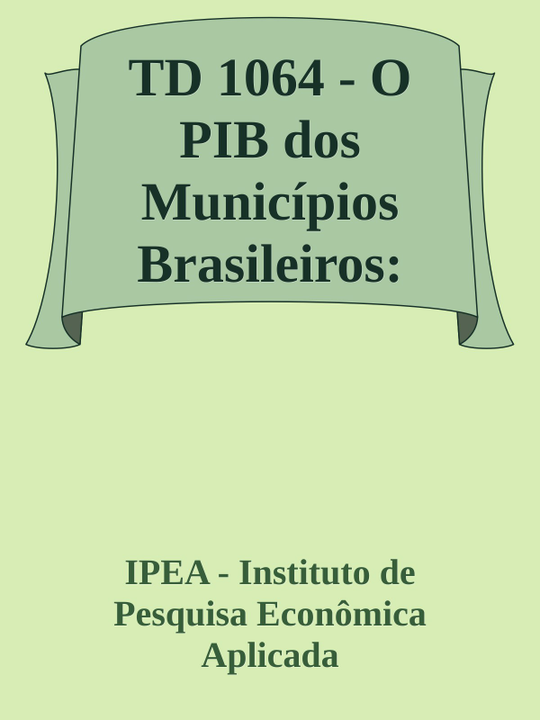 TD 1064 - O
PIB dos
Municípios
Brasileiros:
IPEA - Instituto de
Pesquisa Econômica
Aplicada